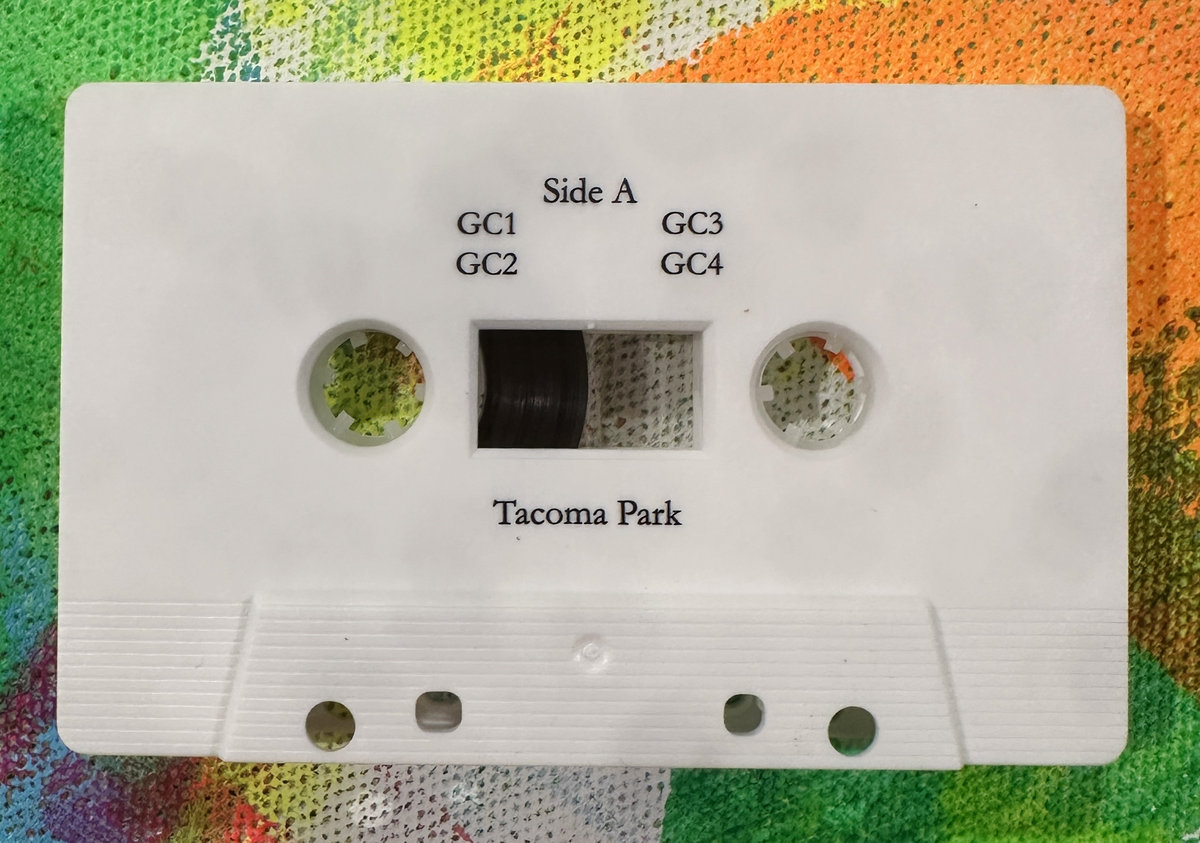 Side A
GC1 GC3
GC2 GC4
Tacoma Park